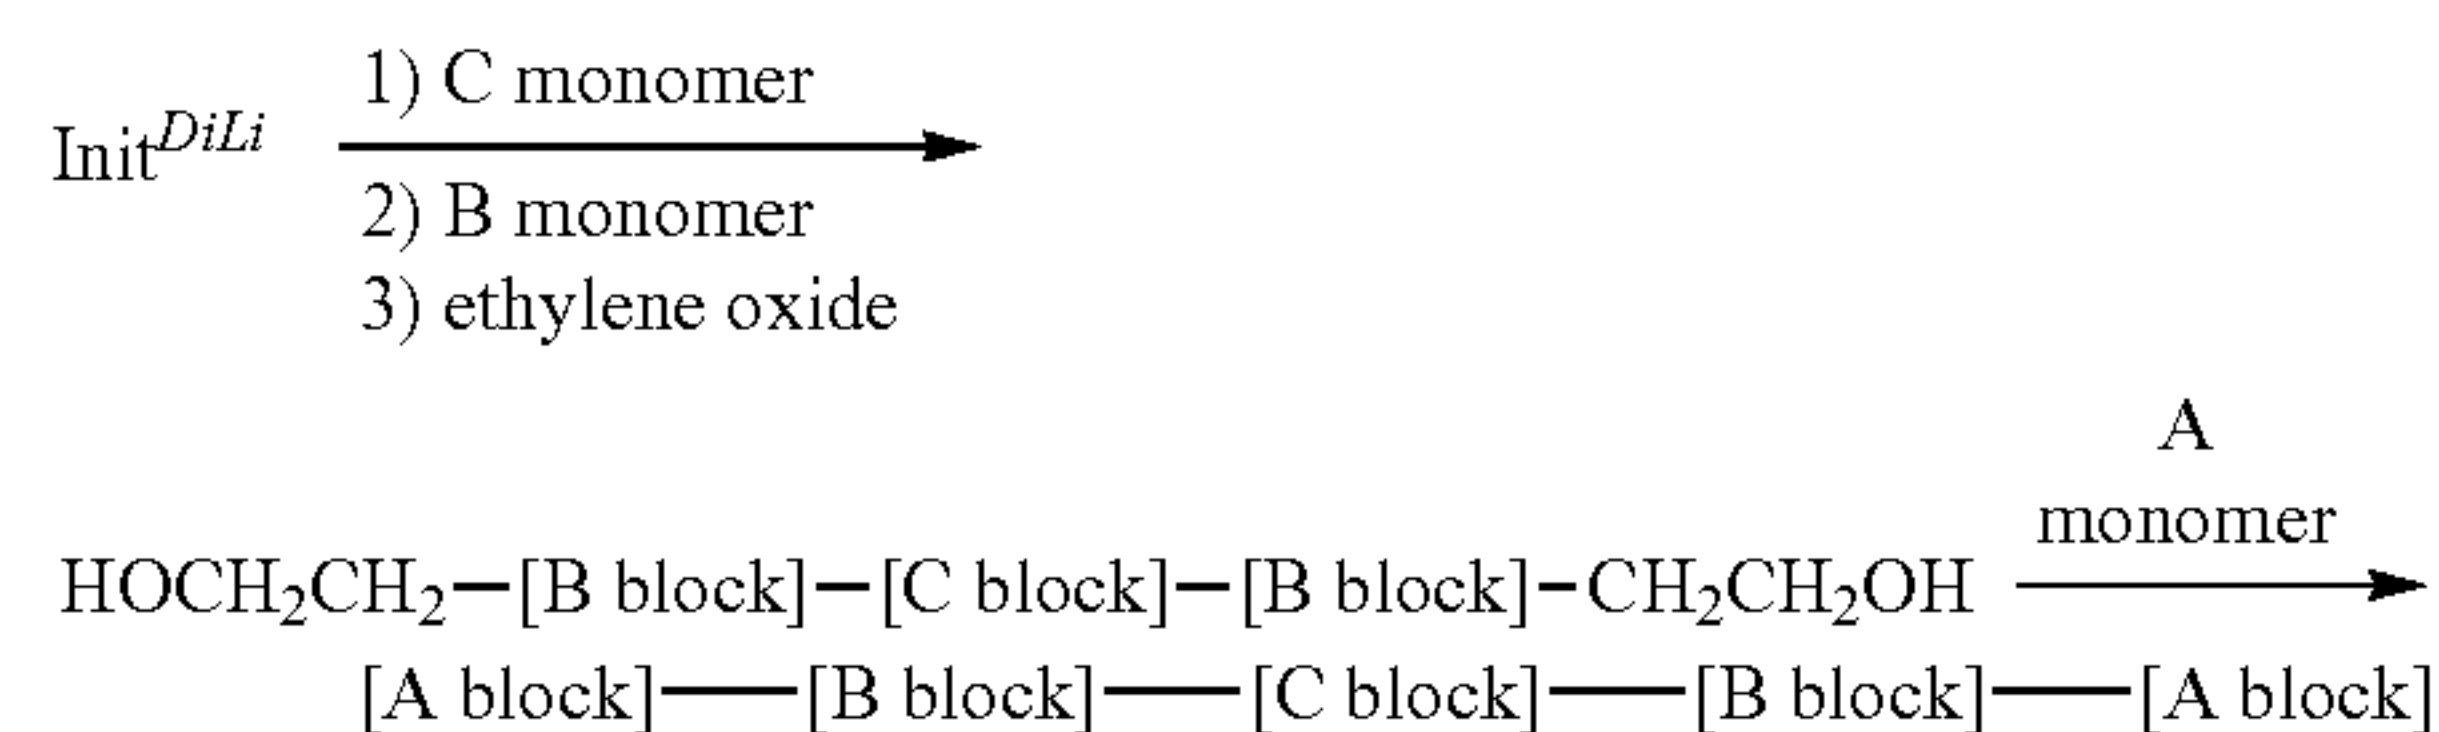 1) C monomer
Init^DiLi
2) B monomer
3) ethylene oxide
A
monomer
HOCH₂CH₂—[B block]—[C block]—[B block]—CH₂CH₂OH
[A block]—[B block]—[C block]—[B block]—[A block]